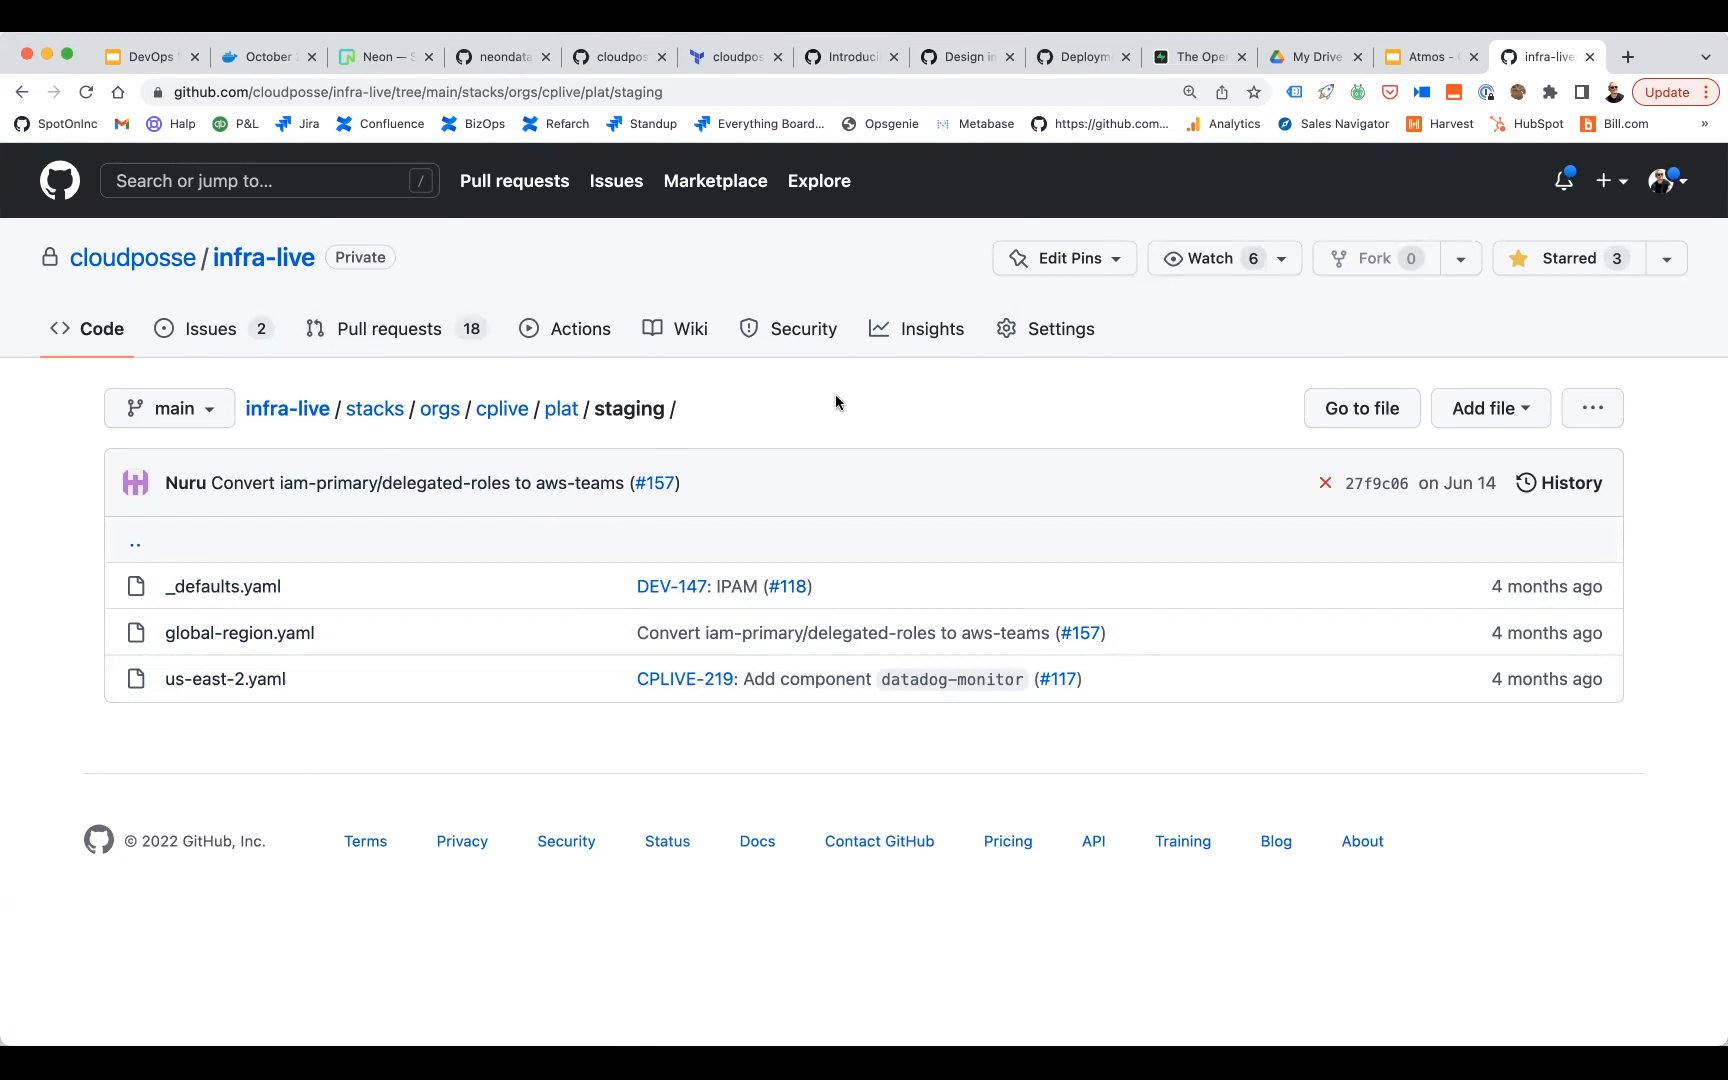 DevOps
October
Neon — S
neondata
cloudpos
cloudpos
Introduci
Design in
Deploym
The Ope
My Drive
Atmos -
infra-live
github.com/cloudposse/infra-live/tree/main/stacks/orgs/cplive/plat/staging
Update
SpotOnInc
Halp
P&L
Jira
Confluence
BizOps
Refarch
Standup
Everything Board...
Opsgenie
Metabase
https://github.com...
Analytics
Sales Navigator
Harvest
HubSpot
Bill.com
»
Search or jump to... /
Pull requests
Issues
Marketplace
Explore
cloudposse / infra-live
Private
Edit Pins
Watch 6
Fork 0
Starred 3
Code
Issues 2
Pull requests 18
Actions
Wiki
Security
Insights
Settings
main
infra-live / stacks / orgs / cplive / plat / staging /
Go to file
Add file
...
Nuru Convert iam-primary/delegated-roles to aws-teams (#157)
27f9c06 on Jun 14
History
..
_defaults.yaml DEV-147: IPAM (#118) 4 months ago
global-region.yaml Convert iam-primary/delegated-roles to aws-teams (#157) 4 months ago
us-east-2.yaml CPLIVE-219: Add component datadog-monitor (#117) 4 months ago
© 2022 GitHub, Inc.
Terms
Privacy
Security
Status
Docs
Contact GitHub
Pricing
API
Training
Blog
About